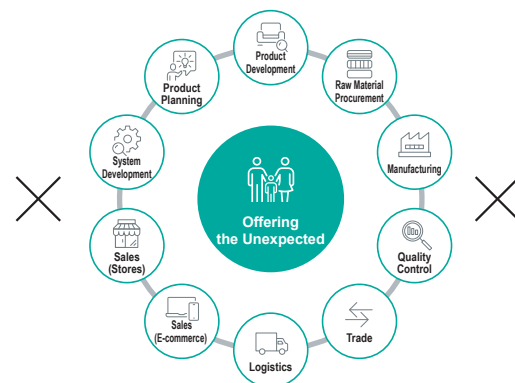 Product
Development
Raw Material
Procurement
Manufacturing
Quality
Control
Trade
Logistics
Sales
(E-commerce)
Sales
(Stores)
System
Development
Product
Planning
Offering
the Unexpected